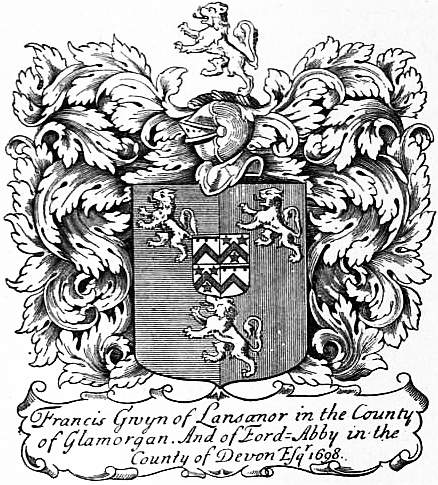 Francis Gwyn of Lansanor in the County
of Glamorgan. And of Ford=Abby in the
County of Devon Esqr. 1698.